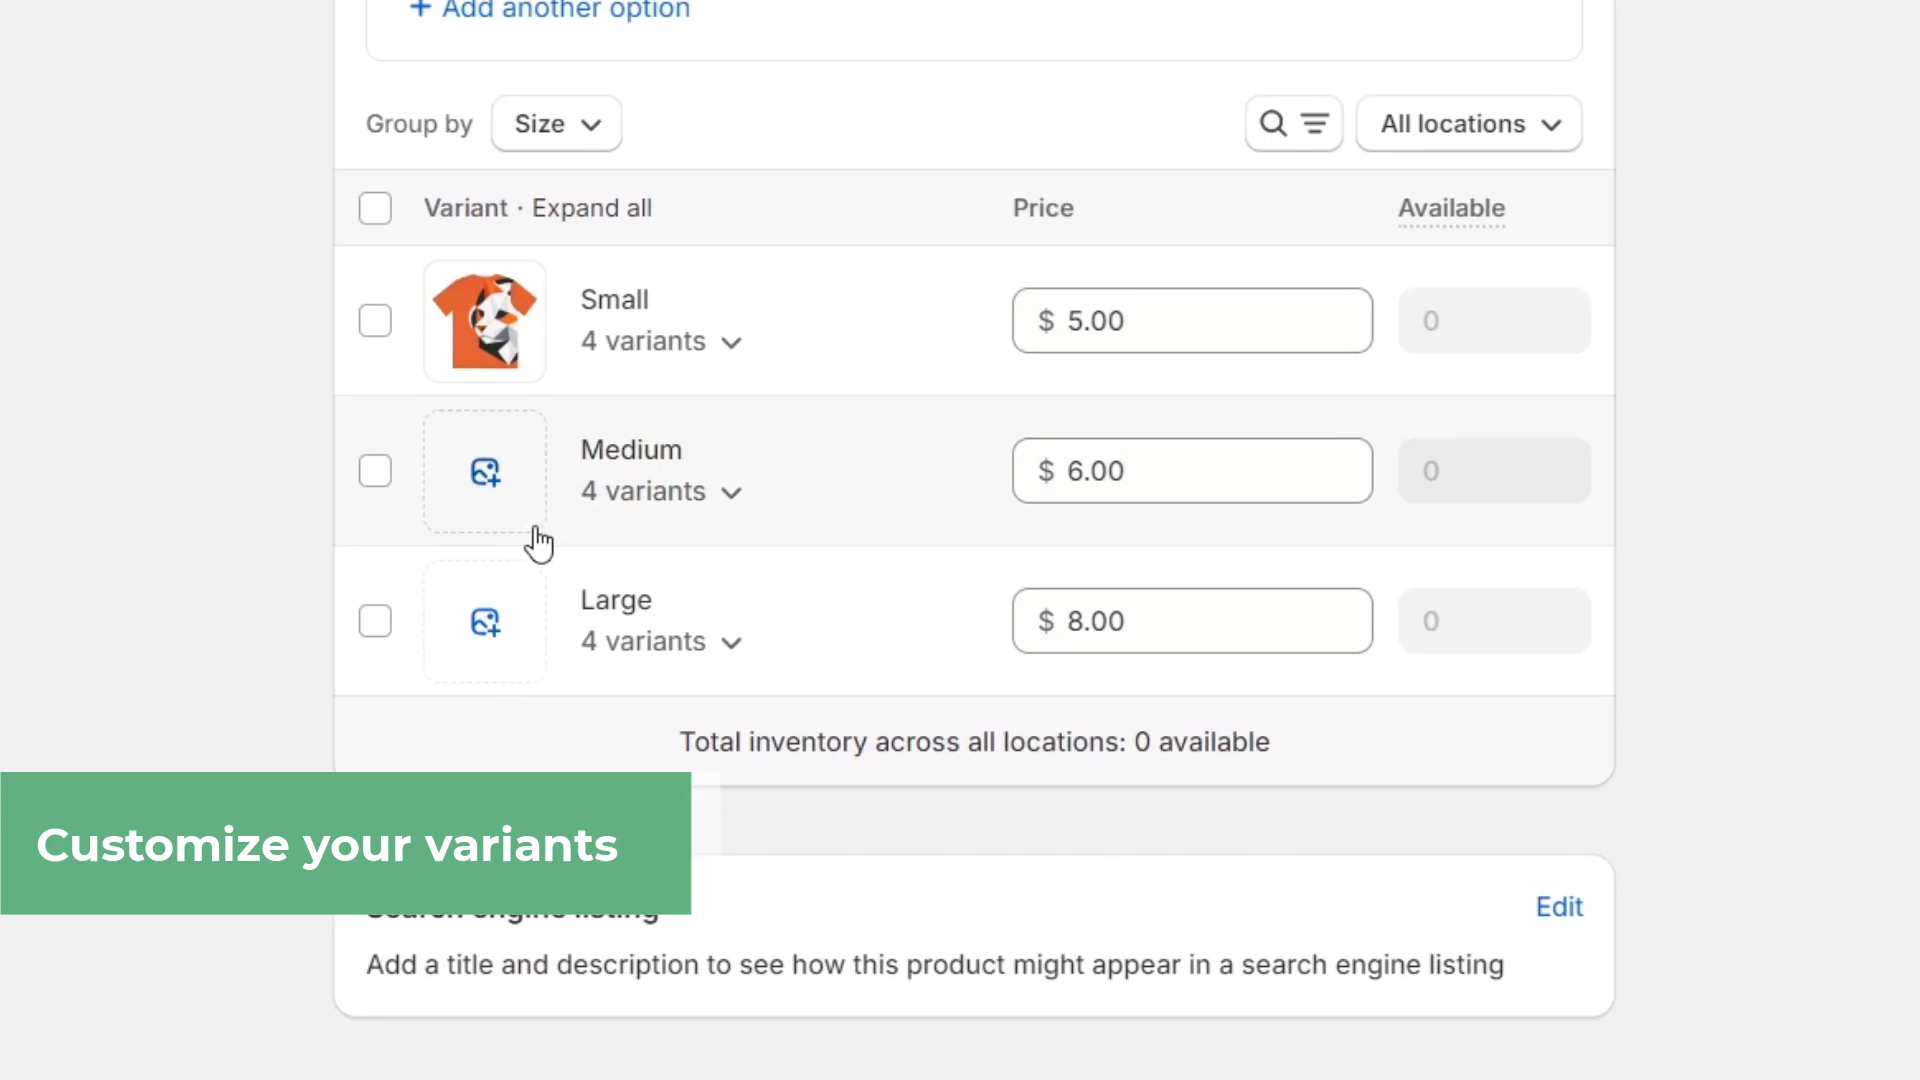 + Add another option
Group by Size All locations
Variant · Expand all Price Available
Small
4 variants $ 5.00 0
Medium
4 variants $ 6.00 0
Large
4 variants $ 8.00 0
Total inventory across all locations: 0 available
Customize your variants
Search engine listing Edit
Add a title and description to see how this product might appear in a search engine listing